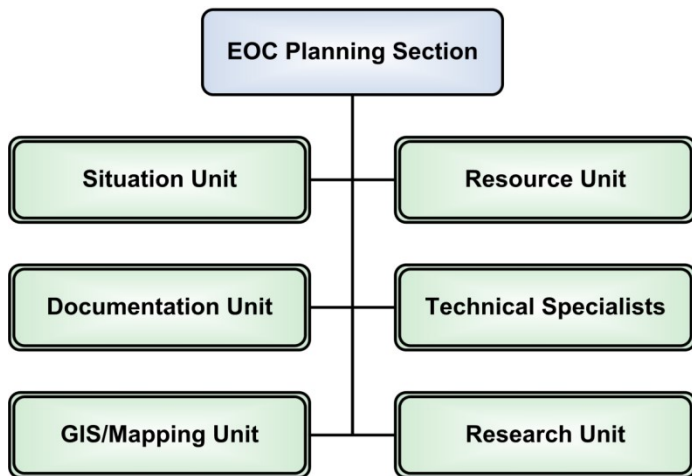 EOC Planning Section
Situation Unit
Resource Unit
Documentation Unit
Technical Specialists
GIS/Mapping Unit
Research Unit